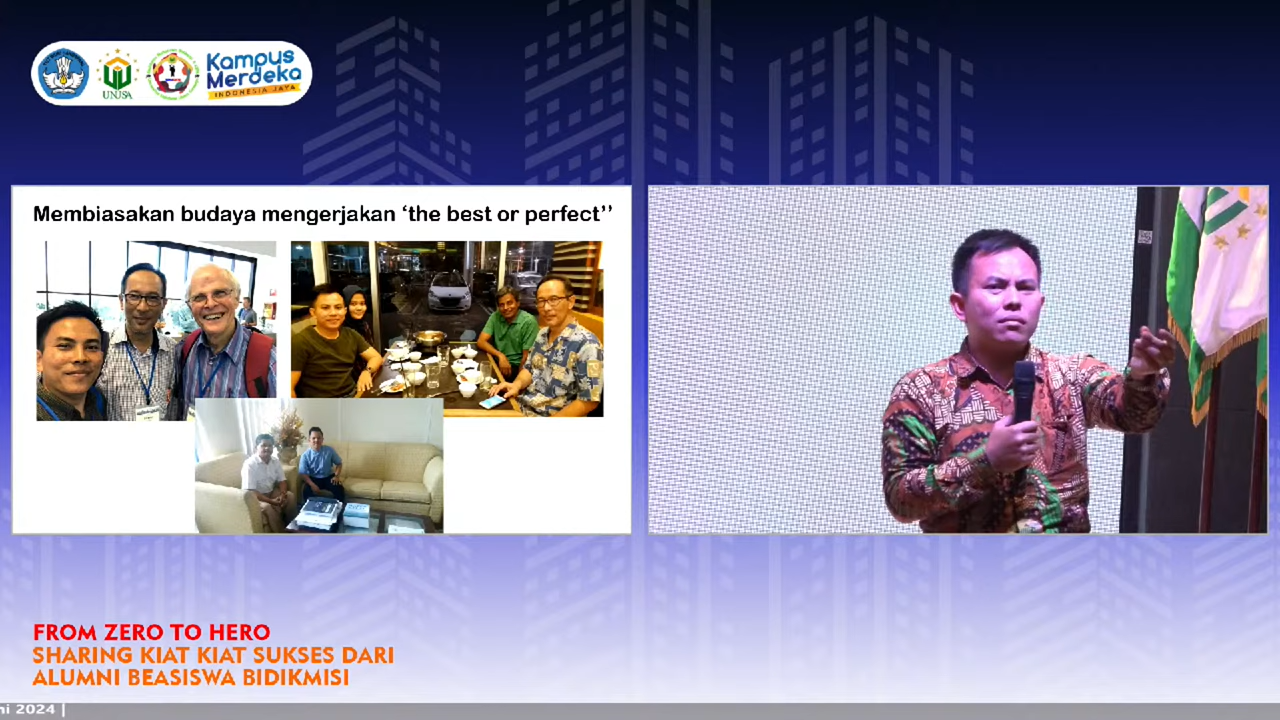 Kampus
Merdeka
INDONESIA JAYA
UNUSA
Membiasakan budaya mengerjakan ‘the best or perfect’’
FROM ZERO TO HERO
SHARING KIAT KIAT SUKSES DARI
ALUMNI BEASISWA BIDIKMISI
ni 2024 |